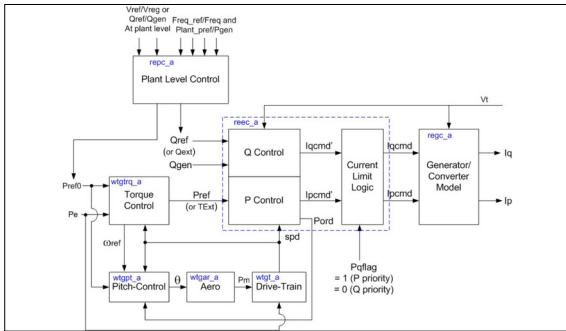 Vref/Vreg or
Qref/Qgen
At plant level
Freq_ref/Freq and
Plant_pref/Pgen
repc_a
Plant Level Control
Vt
reec_a
regc_a
Qref
(or Qext)
Qgen
Q Control
Iqcmd'
Iqcmd
Iq
Current
Limit
Logic
Generator/
Converter
Model
wtgtrq_a
Pref0
Torque
Control
Pref
(or TExt)
P Control
Ipcmd'
Ipcmd
Ip
Pe
Pord
ωref
spd
wtgpt_a
Pitch-Control
θ
wtgar_a
Aero
Pm
wtgt_a
Drive-Train
Pqflag
= 1 (P priority)
= 0 (Q priority)